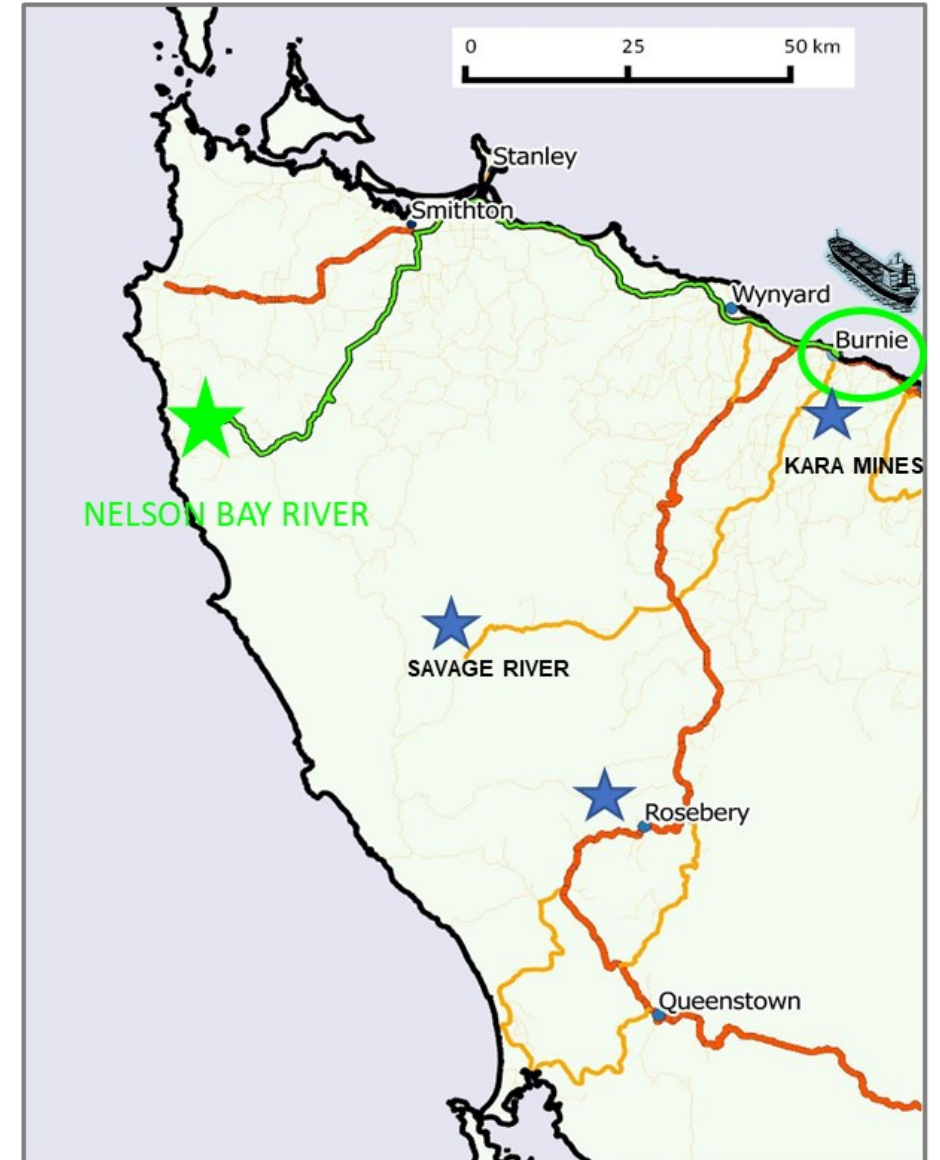 0 25 50 km
Stanley
Smithton
Wynyard
Burnie
KARA MINES
NELSON BAY RIVER
SAVAGE RIVER
Rosebery
Queenstown